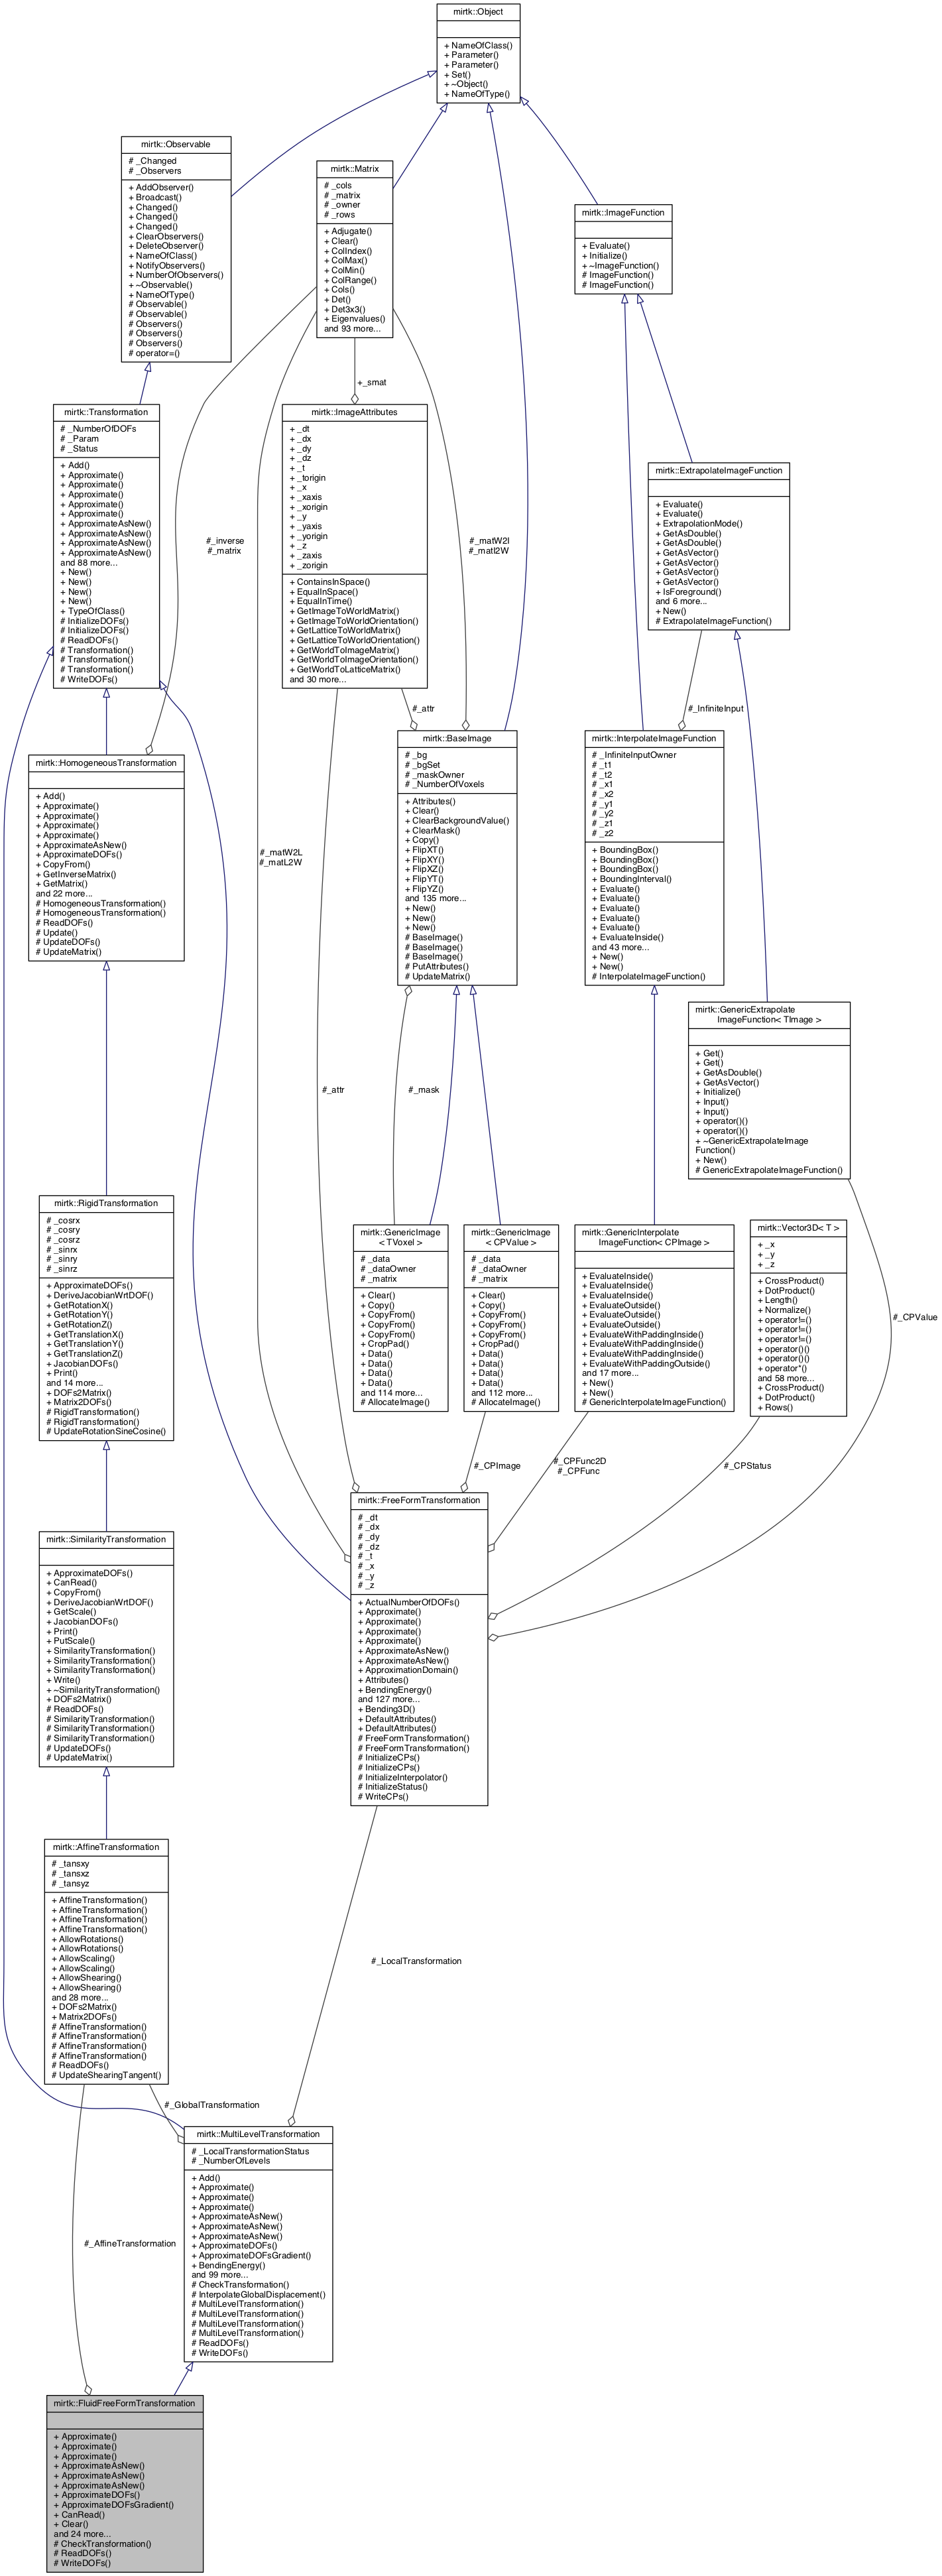 mirtk::Object
+ NameOfClass()
+ Parameter()
+ Parameter()
+ Set()
+ ~Object()
+ NameOfType()
mirtk::Observable
# _Changed
# _Observers
+ AddObserver()
+ Broadcast()
+ Changed()
+ Changed()
+ Changed()
+ ClearObservers()
+ DeleteObserver()
+ NameOfClass()
+ NotifyObservers()
+ NumberOfObservers()
+ ~Observable()
+ NameOfType()
# Observable()
# Observable()
# Observers()
# Observers()
# Observers()
# operator=()
mirtk::Matrix
# _cols
# _matrix
# _owner
# _rows
+ Adjugate()
+ Clear()
+ ColIndex()
+ ColMax()
+ ColMin()
+ ColRange()
+ Cols()
+ Det()
+ Det3x3()
+ Eigenvalues()
and 93 more...
mirtk::ImageFunction
+ Evaluate()
+ Initialize()
+ ~ImageFunction()
# ImageFunction()
# ImageFunction()
+_smat
mirtk::Transformation
# _NumberOfDOFs
# _Param
# _Status
+ Add()
+ Approximate()
+ Approximate()
+ Approximate()
+ Approximate()
+ Approximate()
+ ApproximateAsNew()
+ ApproximateAsNew()
+ ApproximateAsNew()
+ ApproximateAsNew()
and 88 more...
+ New()
+ New()
+ New()
+ New()
+ TypeOfClass()
# InitializeDOFs()
# InitializeDOFs()
# ReadDOFs()
# Transformation()
# Transformation()
# Transformation()
# WriteDOFs()
#_inverse
#_matrix
mirtk::ImageAttributes
+ _dt
+ _dx
+ _dy
+ _dz
+ _t
+ _torigin
+ _x
+ _xaxis
+ _xorigin
+ _y
+ _yaxis
+ _yorigin
+ _z
+ _zaxis
+ _zorigin
+ ContainsInSpace()
+ EqualInSpace()
+ EqualInTime()
+ GetImageToWorldMatrix()
+ GetImageToWorldOrientation()
+ GetLatticeToWorldMatrix()
+ GetLatticeToWorldOrientation()
+ GetWorldToImageMatrix()
+ GetWorldToImageOrientation()
+ GetWorldToLatticeMatrix()
and 30 more...
#_matW2I
#_matI2W
mirtk::ExtrapolateImageFunction
+ Evaluate()
+ Evaluate()
+ ExtrapolationMode()
+ GetAsDouble()
+ GetAsDouble()
+ GetAsVector()
+ GetAsVector()
+ GetAsVector()
+ GetAsVector()
+ IsForeground()
and 6 more...
+ New()
# ExtrapolateImageFunction()
#_attr
#_InfiniteInput
mirtk::HomogeneousTransformation
+ Add()
+ Approximate()
+ Approximate()
+ Approximate()
+ Approximate()
+ ApproximateAsNew()
+ ApproximateDOFs()
+ CopyFrom()
+ GetInverseMatrix()
+ GetMatrix()
and 22 more...
# HomogeneousTransformation()
# HomogeneousTransformation()
# ReadDOFs()
# Update()
# UpdateDOFs()
# UpdateMatrix()
#_matW2L
#_matL2W
mirtk::BaseImage
# _bg
# _bgSet
# _maskOwner
# _NumberOfVoxels
+ Attributes()
+ Clear()
+ ClearBackgroundValue()
+ ClearMask()
+ Copy()
+ FlipXT()
+ FlipXY()
+ FlipXZ()
+ FlipYT()
+ FlipYZ()
and 135 more...
+ New()
+ New()
+ New()
# BaseImage()
# BaseImage()
# BaseImage()
# PutAttributes()
# UpdateMatrix()
mirtk::InterpolateImageFunction
# _InfiniteInputOwner
# _t1
# _t2
# _x1
# _x2
# _y1
# _y2
# _z1
# _z2
+ BoundingBox()
+ BoundingBox()
+ BoundingBox()
+ BoundingInterval()
+ Evaluate()
+ Evaluate()
+ Evaluate()
+ Evaluate()
+ Evaluate()
+ EvaluateInside()
and 43 more...
+ New()
+ New()
# InterpolateImageFunction()
mirtk::GenericExtrapolate
ImageFunction< TImage >
+ Get()
+ Get()
+ GetAsDouble()
+ GetAsVector()
+ Initialize()
+ Input()
+ Input()
+ operator()()
+ operator()()
+ ~GenericExtrapolateImage
Function()
+ New()
# GenericExtrapolateImageFunction()
#_attr
#_mask
mirtk::RigidTransformation
# _cosrx
# _cosry
# _cosrz
# _sinrx
# _sinry
# _sinrz
+ ApproximateDOFs()
+ DeriveJacobianWrtDOF()
+ GetRotationX()
+ GetRotationY()
+ GetRotationZ()
+ GetTranslationX()
+ GetTranslationY()
+ GetTranslationZ()
+ JacobianDOFs()
+ Print()
and 14 more...
+ DOFs2Matrix()
+ Matrix2DOFs()
# RigidTransformation()
# RigidTransformation()
# UpdateRotationSineCosine()
mirtk::GenericImage
< TVoxel >
# _data
# _dataOwner
# _matrix
+ Clear()
+ Copy()
+ CopyFrom()
+ CopyFrom()
+ CopyFrom()
+ CropPad()
+ Data()
+ Data()
+ Data()
+ Data()
and 114 more...
# AllocateImage()
mirtk::GenericImage
< CPValue >
# _data
# _dataOwner
# _matrix
+ Clear()
+ Copy()
+ CopyFrom()
+ CopyFrom()
+ CopyFrom()
+ CropPad()
+ Data()
+ Data()
+ Data()
+ Data()
and 112 more...
# AllocateImage()
mirtk::GenericInterpolate
ImageFunction< CPImage >
+ EvaluateInside()
+ EvaluateInside()
+ EvaluateInside()
+ EvaluateOutside()
+ EvaluateOutside()
+ EvaluateOutside()
+ EvaluateWithPaddingInside()
+ EvaluateWithPaddingInside()
+ EvaluateWithPaddingInside()
+ EvaluateWithPaddingOutside()
and 17 more...
+ New()
+ New()
# GenericInterpolateImageFunction()
mirtk::Vector3D< T >
+ _x
+ _y
+ _z
+ CrossProduct()
+ DotProduct()
+ Length()
+ Normalize()
+ operator!=()
+ operator!=()
+ operator!=()
+ operator()()
+ operator()()
+ operator*()
and 58 more...
+ CrossProduct()
+ DotProduct()
+ Rows()
#_CPValue
#_CPImage
#_CPFunc2D
#_CPFunc
#_CPStatus
mirtk::FreeFormTransformation
# _dt
# _dx
# _dy
# _dz
# _t
# _x
# _y
# _z
+ ActualNumberOfDOFs()
+ Approximate()
+ Approximate()
+ Approximate()
+ Approximate()
+ ApproximateAsNew()
+ ApproximateAsNew()
+ ApproximationDomain()
+ Attributes()
+ BendingEnergy()
and 127 more...
+ Bending3D()
+ DefaultAttributes()
+ DefaultAttributes()
# FreeFormTransformation()
# FreeFormTransformation()
# InitializeCPs()
# InitializeCPs()
# InitializeInterpolator()
# InitializeStatus()
# WriteCPs()
mirtk::SimilarityTransformation
+ ApproximateDOFs()
+ CanRead()
+ CopyFrom()
+ DeriveJacobianWrtDOF()
+ GetScale()
+ JacobianDOFs()
+ Print()
+ PutScale()
+ SimilarityTransformation()
+ SimilarityTransformation()
+ SimilarityTransformation()
+ Write()
+ ~SimilarityTransformation()
+ DOFs2Matrix()
# ReadDOFs()
# SimilarityTransformation()
# SimilarityTransformation()
# SimilarityTransformation()
# UpdateDOFs()
# UpdateMatrix()
mirtk::AffineTransformation
# _tansxy
# _tansxz
# _tansyz
+ AffineTransformation()
+ AffineTransformation()
+ AffineTransformation()
+ AffineTransformation()
+ AllowRotations()
+ AllowRotations()
+ AllowScaling()
+ AllowScaling()
+ AllowShearing()
+ AllowShearing()
and 28 more...
+ DOFs2Matrix()
+ Matrix2DOFs()
# AffineTransformation()
# AffineTransformation()
# AffineTransformation()
# AffineTransformation()
# ReadDOFs()
# UpdateShearingTangent()
#_LocalTransformation
#_GlobalTransformation
mirtk::MultiLevelTransformation
# _LocalTransformationStatus
# _NumberOfLevels
+ Add()
+ Approximate()
+ Approximate()
+ Approximate()
+ ApproximateAsNew()
+ ApproximateAsNew()
+ ApproximateAsNew()
+ ApproximateDOFs()
+ ApproximateDOFsGradient()
+ BendingEnergy()
and 99 more...
# CheckTransformation()
# InterpolateGlobalDisplacement()
# MultiLevelTransformation()
# MultiLevelTransformation()
# MultiLevelTransformation()
# MultiLevelTransformation()
# ReadDOFs()
# WriteDOFs()
#_AffineTransformation
mirtk::FluidFreeFormTransformation
+ Approximate()
+ Approximate()
+ Approximate()
+ ApproximateAsNew()
+ ApproximateAsNew()
+ ApproximateAsNew()
+ ApproximateDOFs()
+ ApproximateDOFsGradient()
+ CanRead()
+ Clear()
and 24 more...
# CheckTransformation()
# ReadDOFs()
# WriteDOFs()